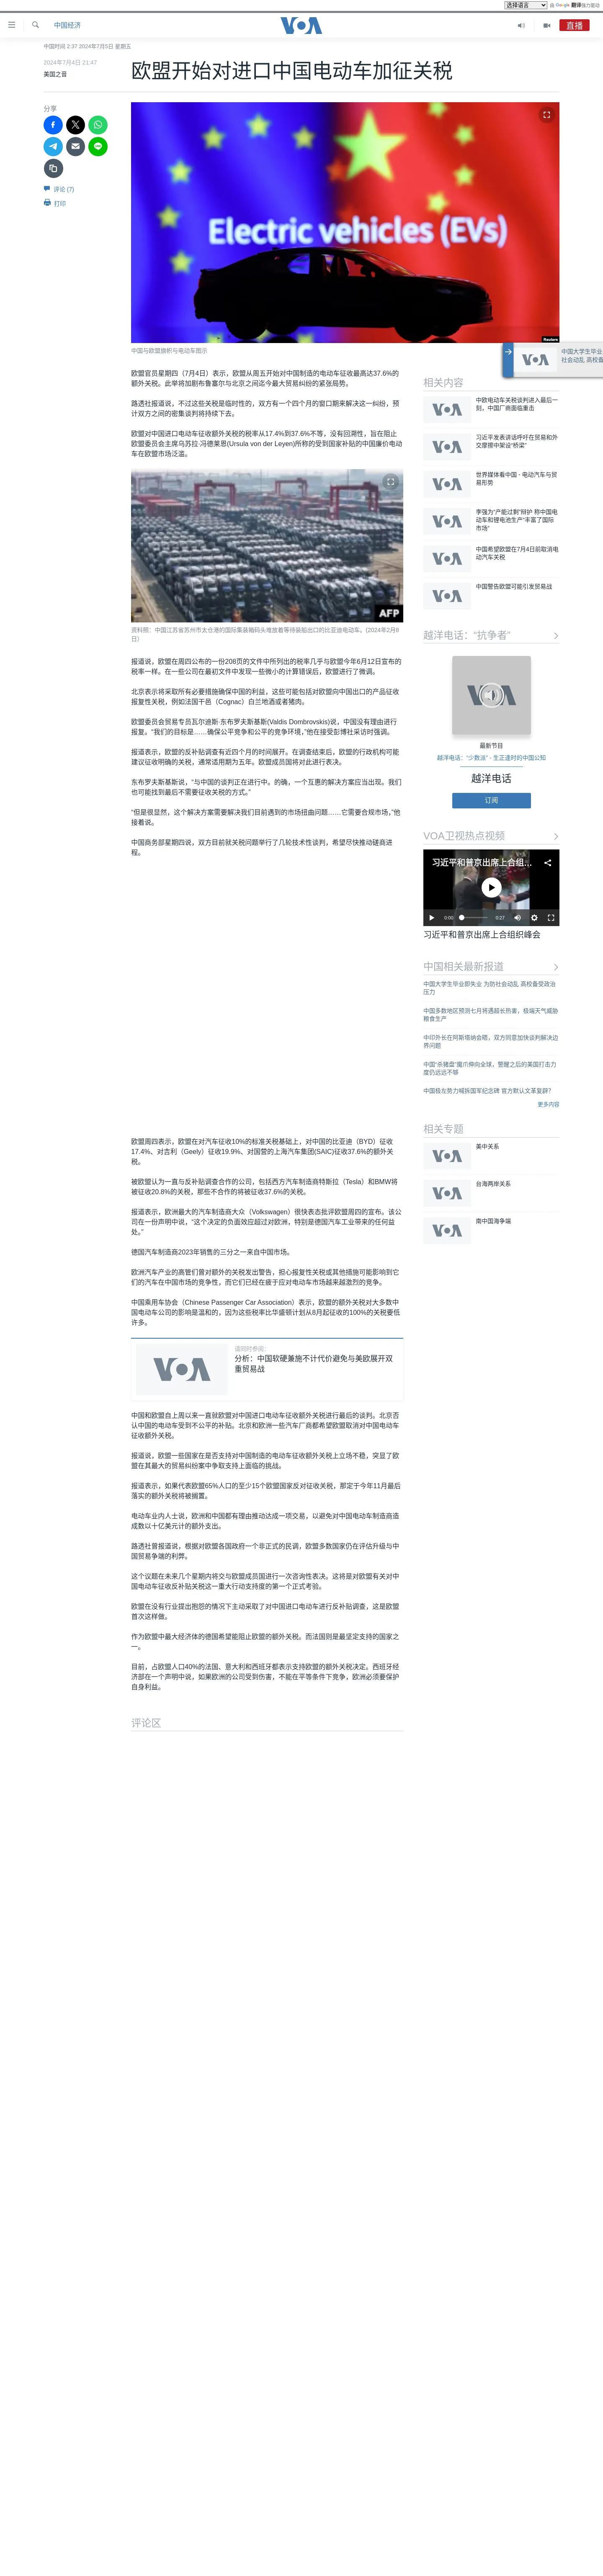 选择语言
由 Google 翻译强力驱动
中国经济
VOA
直播
中国时间 2:37 2024年7月5日 星期五
2024年7月4日 21:47
美国之音
欧盟开始对进口中国电动车加征关税
分享
评论 (7)
打印
Electric vehicles (EVs)
Reuters
中国与欧盟旗帜与电动车图示
欧盟官员星期四（7月4日）表示，欧盟从周五开始对中国制造的电动车征收最高达37.6%的
额外关税。此举将加剧布鲁塞尔与北京之间迄今最大贸易纠纷的紧张局势。
路透社报道说，不过这些关税是临时性的，双方有一个四个月的窗口期来解决这一纠纷，预
计双方之间的密集谈判将持续下去。
欧盟对中国进口电动车征收额外关税的税率从17.4%到37.6%不等，没有回溯性，旨在阻止
欧盟委员会主席乌苏拉·冯德莱恩(Ursula von der Leyen)所称的受到国家补贴的中国廉价电动
车在欧盟市场泛滥。
AFP
资料照：中国江苏省苏州市太仓港的国际集装箱码头堆放着等待装船出口的比亚迪电动车。(2024年2月8
日)
报道说，欧盟在周四公布的一份208页的文件中所列出的税率几乎与欧盟今年6月12日宣布的
税率一样。在一些公司在最初文件中发现一些微小的计算错误后，欧盟进行了微调。
北京表示将采取所有必要措施确保中国的利益，这些可能包括对欧盟向中国出口的产品征收
报复性关税，例如法国干邑（Cognac）白兰地酒或者猪肉。
欧盟委员会贸易专员瓦尔迪斯·东布罗夫斯基斯(Valdis Dombrovskis)说，中国没有理由进行
报复。“我们的目标是……确保公平竞争和公平的竞争环境，”他在接受彭博社采访时强调。
报道表示，欧盟的反补贴调查有近四个月的时间展开。在调查结束后，欧盟的行政机构可能
建议征收明确的关税，通常适用期为五年。欧盟成员国将对此进行表决。
东布罗夫斯基斯说，“与中国的谈判正在进行中。的确，一个互惠的解决方案应当出现。我们
也可能找到最后不需要征收关税的方式。”
“但是很显然，这个解决方案需要解决我们目前遇到的市场扭曲问题……它需要合规市场，”他
接着说。
中国商务部星期四说，双方目前就关税问题举行了几轮技术性谈判，希望尽快推动磋商进
程。
欧盟周四表示，欧盟在对汽车征收10%的标准关税基础上，对中国的比亚迪（BYD）征收
17.4%、对吉利（Geely）征收19.9%、对国营的上海汽车集团(SAIC)征收37.6%的额外关
税。
被欧盟认为一直与反补贴调查合作的公司，包括西方汽车制造商特斯拉（Tesla）和BMW将
被征收20.8%的关税，那些不合作的将被征收37.6%的关税。
报道表示，欧洲最大的汽车制造商大众（Volkswagen）很快表态批评欧盟周四的宣布。该公
司在一份声明中说，“这个决定的负面效应超过对欧洲，特别是德国汽车工业带来的任何益
处。”
德国汽车制造商2023年销售的三分之一来自中国市场。
欧洲汽车产业的高管们曾对额外的关税发出警告，担心报复性关税或其他措施可能影响到它
们的汽车在中国市场的竞争性，而它们已经在疲于应对电动车市场越来越激烈的竞争。
中国乘用车协会（Chinese Passenger Car Association）表示，欧盟的额外关税对大多数中
国电动车公司的影响是温和的，因为这些税率比华盛顿计划从8月起征收的100%的关税要低
许多。
VOA
请同时参阅：
分析：中国软硬兼施不计代价避免与美欧展开双
重贸易战
中国和欧盟自上周以来一直就欧盟对中国进口电动车征收额外关税进行最后的谈判。北京否
认中国的电动车受到不公平的补贴。北京和欧洲一些汽车厂商都希望欧盟取消对中国电动车
征收额外关税。
报道说，欧盟一些国家在是否支持对中国制造的电动车征收额外关税上立场不稳，突显了欧
盟在其最大的贸易纠纷案中争取支持上面临的挑战。
报道表示，如果代表欧盟65%人口的至少15个欧盟国家反对征收关税，那定于今年11月最后
落实的额外关税将被搁置。
电动车业内人士说，欧洲和中国都有理由推动达成一项交易，以避免对中国电动车制造商造
成数以十亿美元计的额外支出。
路透社曾报道说，根据对欧盟各国政府一个非正式的民调，欧盟多数国家仍在评估升级与中
国贸易争端的利弊。
这个议题在未来几个星期内将交与欧盟成员国进行一次咨询性表决。这将是对欧盟有关对中
国电动车征收反补贴关税这一重大行动支持度的第一个正式考验。
欧盟在没有行业提出抱怨的情况下主动采取了对中国进口电动车进行反补贴调查，这是欧盟
首次这样做。
作为欧盟中最大经济体的德国希望能阻止欧盟的额外关税。而法国则是最坚定支持的国家之
一。
目前，占欧盟人口40%的法国、意大利和西班牙都表示支持欧盟的额外关税决定。西班牙经
济部在一个声明中说，如果欧洲的公司受到伤害，不能在平等条件下竞争，欧洲必须要保护
自身利益。
评论区
VOA
中国大学生毕业
社会动乱 高校备
相关内容
VOA
中欧电动车关税谈判进入最后一
刻，中国厂商面临重击
VOA
习近平发表讲话呼吁在贸易和外
交摩擦中架设“桥梁”
VOA
世界媒体看中国 - 电动汽车与贸
易形势
VOA
李强为“产能过剩”辩护 称中国电
动车和锂电池生产“丰富了国际
市场”
VOA
中国希望欧盟在7月4日前取消电
动汽车关税
VOA
中国警告欧盟可能引发贸易战
越洋电话：“抗争者”
VOA
最新节目
越洋电话：“少数派” - 生正逢时的中国公知
越洋电话
订阅
VOA卫视热点视频
习近平和普京出席上合组...
0:00
0:27
习近平和普京出席上合组织峰会
中国相关最新报道
中国大学生毕业即失业 为防社会动乱 高校备受政治
压力
中国多数地区预测七月将遇超长热害，极端天气威胁
粮食生产
中印外长在阿斯塔纳会晤，双方同意加快谈判解决边
界问题
中国“杀猪盘”魔爪伸向全球，警醒之后的美国打击力
度仍远远不够
中国极左势力喊拆国军纪念碑 官方默认文革复辟？
更多内容
相关专题
VOA
美中关系
VOA
台海两岸关系
VOA
南中国海争端